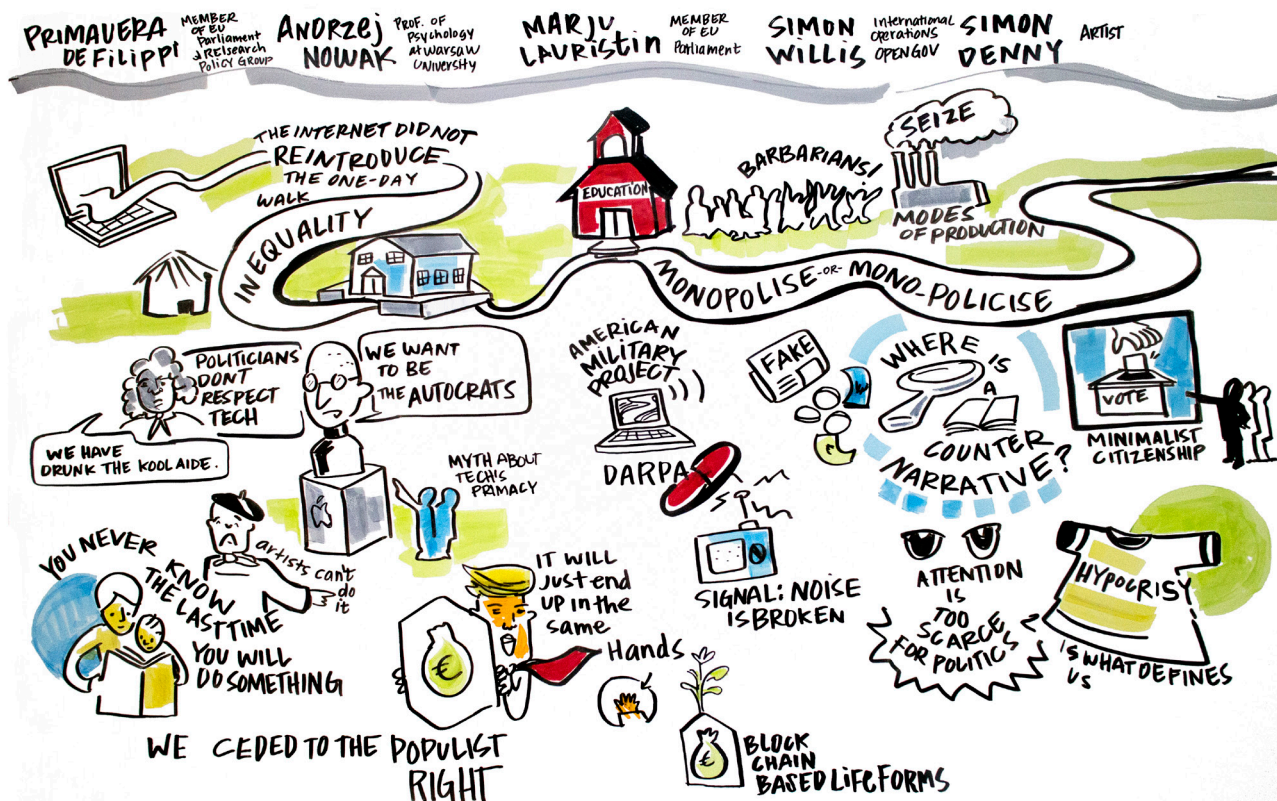 PRIMAVERA
DE FILIPPI
MEMBER
OF EU
Parliament
Policy GROUP
ANDRZEJ
NOWAK
PROF. OF
Psychology
AT WARSAW
UNIVERSITY
MARJU
LAURISTIN
MEMBER
OF EU
Parliament
SIMON
WILLIS
International
OPERATIONS
OPENGOV
SIMON
DENNY
ARTIST
THE INTERNET DID NOT
REINTRODUCE
THE ONE-DAY
WALK
INEQUALITY
EDUCATION
BARBARIANS!
SEIZE
MODES
OF PRODUCTION
MONOPOLISE -OR- MONO-POLICISE
POLITICIANS
DONT
RESPECT
TECH
WE HAVE
DRUNK THE KOOLAIDE.
WE WANT
TO BE
THE AUTOCRATS
MYTH ABOUT
TECH'S
PRIMACY
AMERICAN
MILITARY
PROJECT
DARPA
FAKE
WHERE IS
A
COUNTER
NARRATIVE?
VOTE
MINIMALIST
CITIZENSHIP
artists can't
do
it
YOU NEVER
KNOW
THE LAST TIME
YOU WILL
DO SOMETHING
IT WILL
Just end
UP in the
same
Hands
€
SIGNAL: NOISE
IS BROKEN
ATTENTION
IS
TOO
SCARCE
FOR POLITICS
HYPOCRISY
IS WHAT DEFINES
US
WE CEDED TO THE POPULIST
RIGHT
€
BLOCK
CHAIN
BASED LIFE FORMS